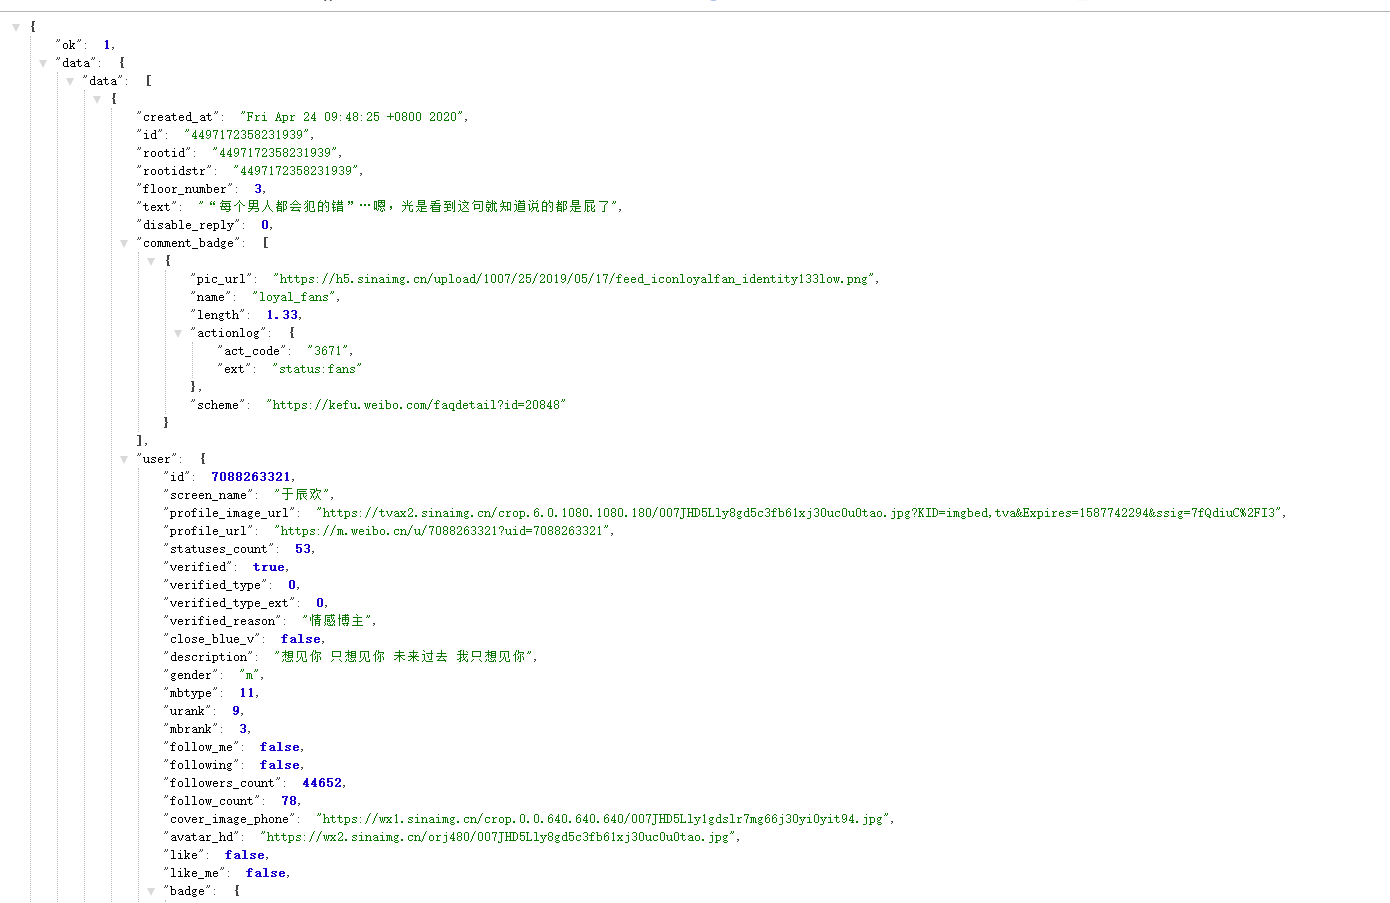 {
"ok": 1,
"data": {
"data": [
{
"created_at": "Fri Apr 24 09:48:25 +0800 2020",
"id": "4497172358231939",
"rootid": "4497172358231939",
"rootidstr": "4497172358231939",
"floor_number": 3,
"text": "“每个男人都会犯的错”…嗯，光是看到这句就知道说的都是屁了",
"disable_reply": 0,
"comment_badge": [
{
"pic_url": "https://h5.sinaimg.cn/upload/1007/25/2019/05/17/feed_iconloyalfan_identity133low.png",
"name": "loyal_fans",
"length": 1.33,
"actionlog": {
"act_code": "3671",
"ext": "status:fans"
},
"scheme": "https://kefu.weibo.com/faqdetail?id=20848"
}
],
"user": {
"id": 7088263321,
"screen_name": "于辰欢",
"profile_image_url": "https://tvax2.sinaimg.cn/crop.6.0.1080.1080.180/007JHD5Lly8gd5c3fb61xj30uc0u0tao.jpg?KID=imgbed,tva&Expires=1587742294&ssig=7fQdiuC%2FI3",
"profile_url": "https://m.weibo.cn/u/7088263321?uid=7088263321",
"statuses_count": 53,
"verified": true,
"verified_type": 0,
"verified_type_ext": 0,
"verified_reason": "情感博主",
"close_blue_v": false,
"description": "想见你 只想见你 未来过去 我只想见你",
"gender": "m",
"mbtype": 11,
"urank": 9,
"mbrank": 3,
"follow_me": false,
"following": false,
"followers_count": 44652,
"follow_count": 78,
"cover_image_phone": "https://wx1.sinaimg.cn/crop.0.0.640.640.640/007JHD5Lly1gdslr7mg66j30yi0yit94.jpg",
"avatar_hd": "https://wx2.sinaimg.cn/orj480/007JHD5Lly8gd5c3fb61xj30uc0u0tao.jpg",
"like": false,
"like_me": false,
"badge": {